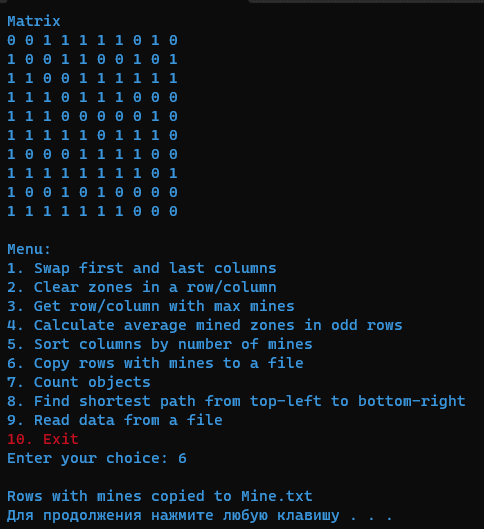 Matrix
0 0 1 1 1 1 1 0 1 0
1 0 0 1 1 0 0 1 0 1
1 1 0 0 1 1 1 1 1 1
1 1 1 0 1 1 1 0 0 0
1 1 1 0 0 0 0 0 1 0
1 1 1 1 1 0 1 1 1 0
1 0 0 0 1 1 1 1 0 0
1 1 1 1 1 1 1 1 0 1
1 0 0 1 0 1 0 0 0 0
1 1 1 1 1 1 1 0 0 0
Menu:
1. Swap first and last columns
2. Clear zones in a row/column
3. Get row/column with max mines
4. Calculate average mined zones in odd rows
5. Sort columns by number of mines
6. Copy rows with mines to a file
7. Count objects
8. Find shortest path from top-left to bottom-right
9. Read data from a file
10. Exit
Enter your choice: 6
Rows with mines copied to Mine.txt
Для продолжения нажмите любую клавишу . . .